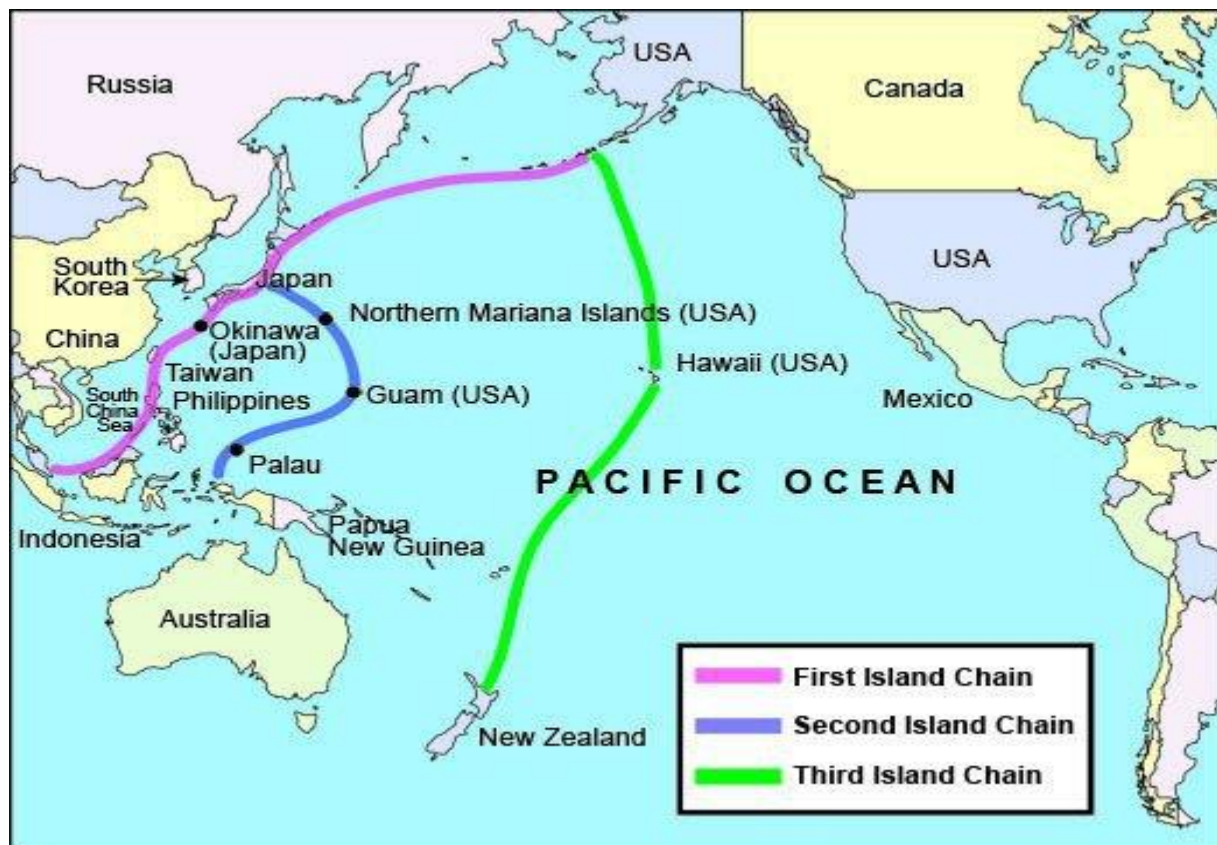 USA
Russia
Canada
South
Korea
Japan
USA
Northern Mariana Islands (USA)
China
Okinawa
(Japan)
Taiwan
Hawaii (USA)
South
China
Sea
Philippines
Guam (USA)
Mexico
Palau
PACIFIC OCEAN
Indonesia
Papua
New Guinea
Australia
First Island Chain
Second Island Chain
New Zealand
Third Island Chain